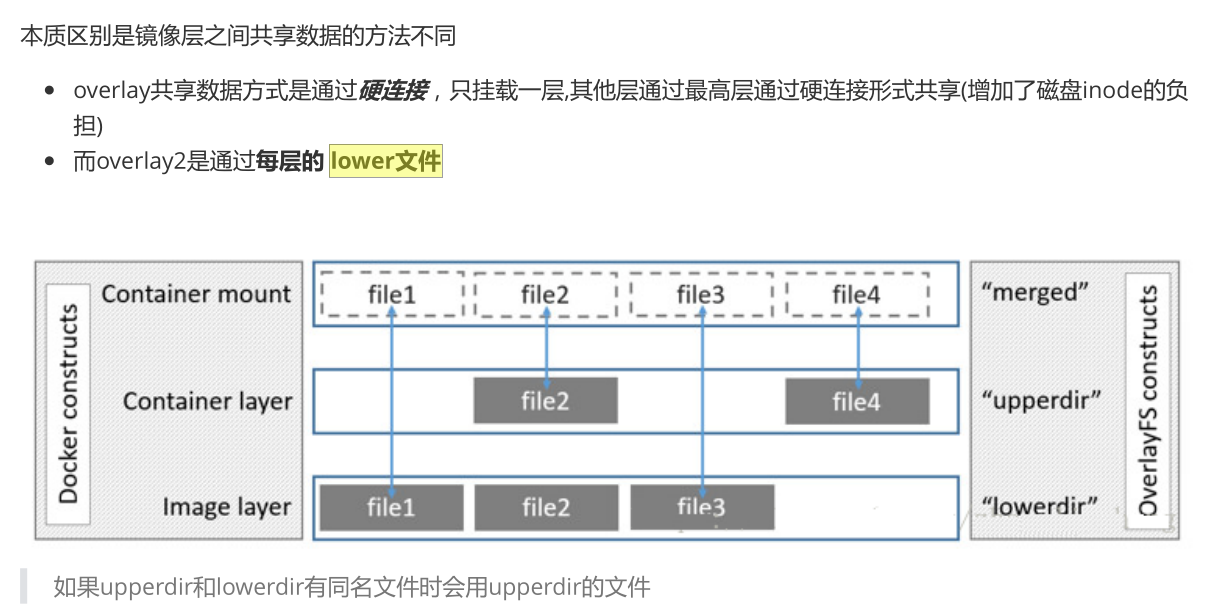 本质区别是镜像层之间共享数据的方法不同
overlay共享数据方式是通过硬连接，只挂载一层,其他层通过最高层通过硬连接形式共享(增加了磁盘inode的负
担)
而overlay2是通过每层的 lower文件
Docker constructs
Container mount
file1
file2
file3
file4
“merged”
OverlayFS constructs
Container layer
file2
file4
“upperdir”
Image layer
file1
file2
file3
“lowerdir”
如果upperdir和lowerdir有同名文件时会用upperdir的文件